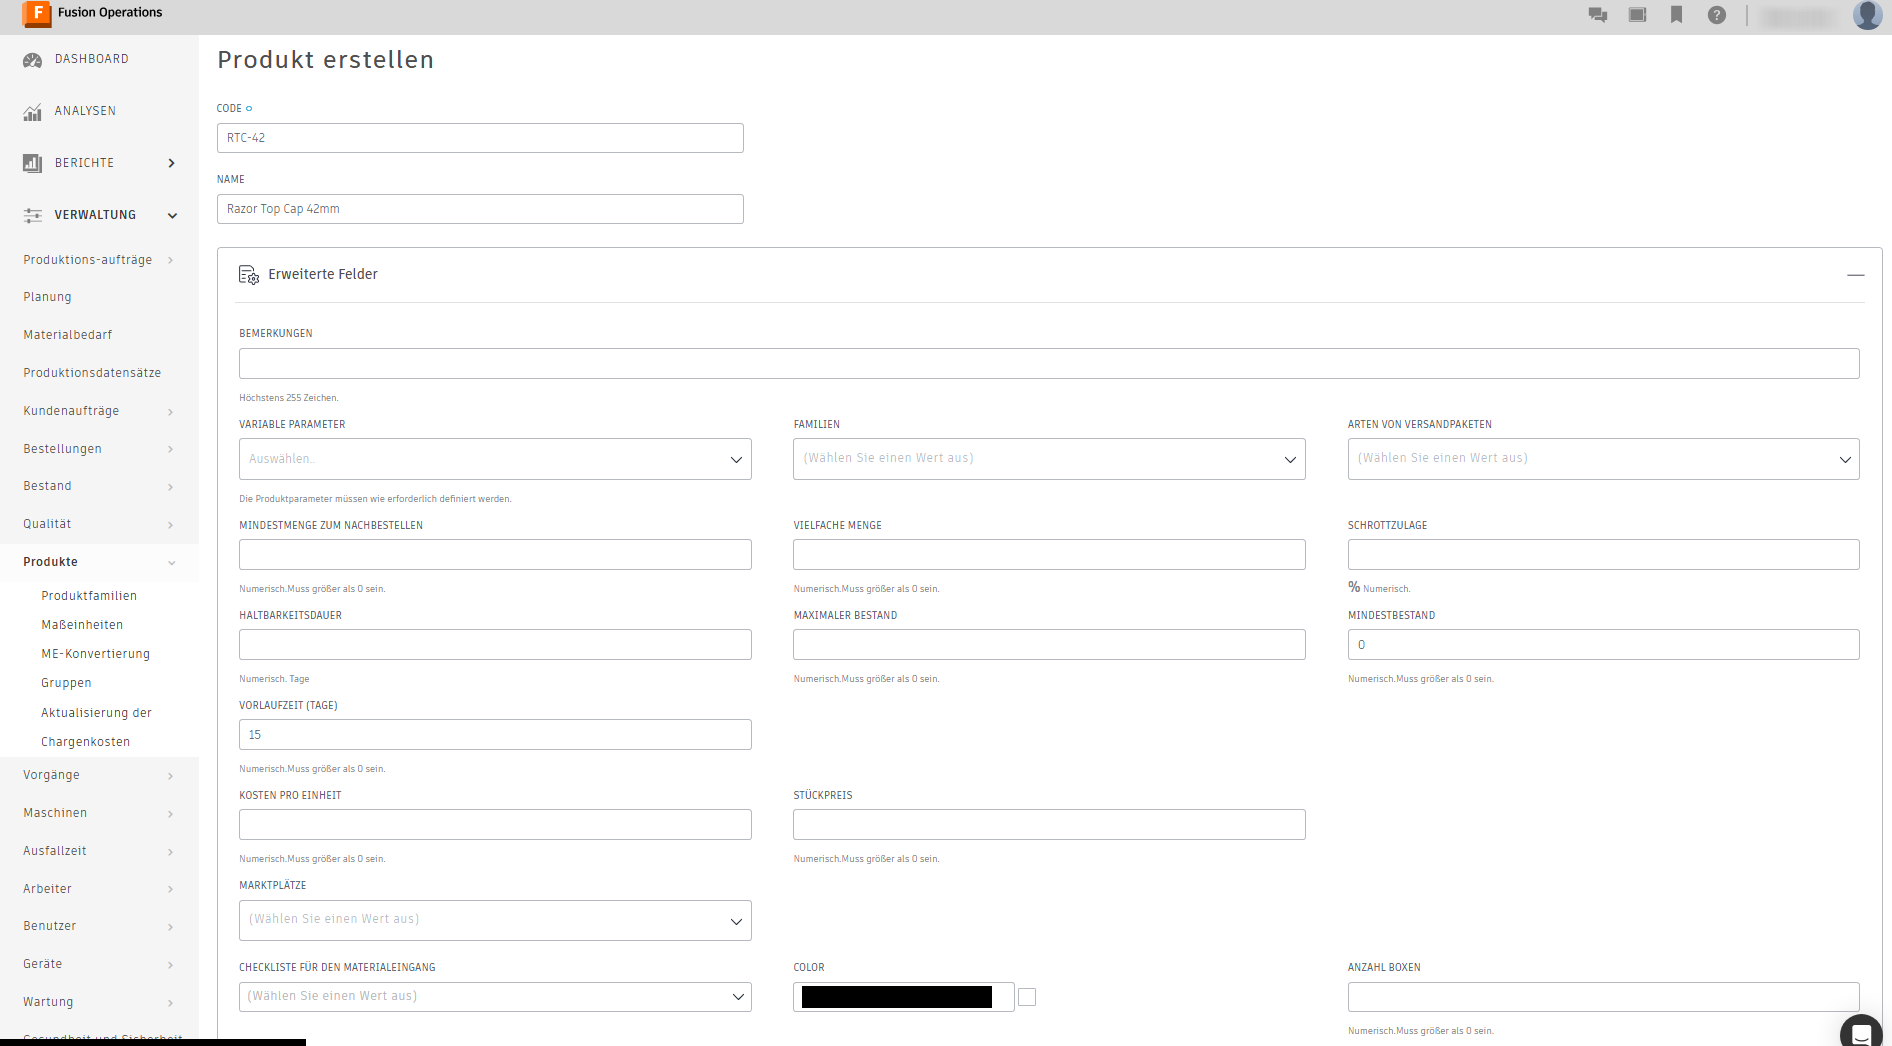 Fusion Operations
DASHBOARD
ANALYSEN
BERICHTE
VERWALTUNG
Produktions-aufträge
Planung
Materialbedarf
Produktionsdatensätze
Kundenaufträge
Bestellungen
Bestand
Qualität
Produkte
Produktfamilien
Maßeinheiten
ME-Konvertierung
Gruppen
Aktualisierung der
Chargenkosten
Vorgänge
Maschinen
Ausfallzeit
Arbeiter
Benutzer
Geräte
Wartung
Gesundheit und Sicherheit
Produkt erstellen
CODE
RTC-42
NAME
Razor Top Cap 42mm
Erweiterte Felder
BEMERKUNGEN
Höchstens 255 Zeichen.
VARIABLE PARAMETER FAMILIEN ARTEN VON VERSANDPAKETEN
Auswählen.. (Wählen Sie einen Wert aus) (Wählen Sie einen Wert aus)
Die Produktparameter müssen wie erforderlich definiert werden.
MINDESTMENGE ZUM NACHBESTELLEN VIELFACHE MENGE SCHROTTZULAGE
Numerisch.Muss größer als 0 sein. Numerisch.Muss größer als 0 sein. % Numerisch.
HALTBARKEITSDAUER MAXIMALER BESTAND MINDESTBESTAND
0
Numerisch. Tage Numerisch.Muss größer als 0 sein. Numerisch.Muss größer als 0 sein.
VORLAUFZEIT (TAGE)
15
Numerisch.Muss größer als 0 sein.
KOSTEN PRO EINHEIT STÜCKPREIS
Numerisch.Muss größer als 0 sein. Numerisch.Muss größer als 0 sein.
MARKTPLÄTZE
(Wählen Sie einen Wert aus)
CHECKLISTE FÜR DEN MATERIALEINGANG COLOR ANZAHL BOXEN
(Wählen Sie einen Wert aus)
Numerisch.Muss größer als 0 sein.